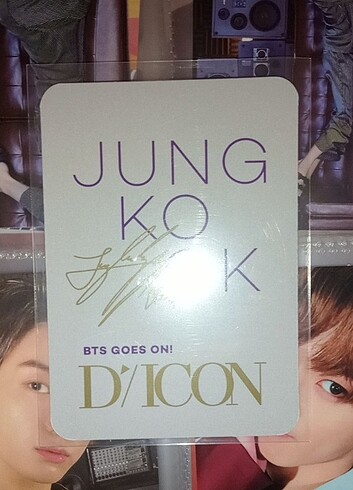 JUNG
KO
K
BTS GOES ON!
D'/ICON